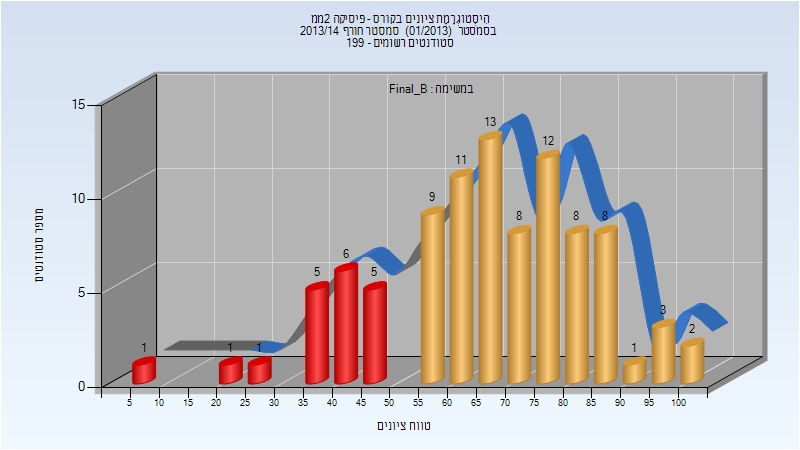 היסטוגרמת ציונים בקורס - פיסיקה 2ממ
בסמסטר (01/2013) סמסטר חורף 2013/14
סטודנטים רשומים - 199
במשימה : Final_B
15
10
5
0
מספר סטודנטים
1
1
1
5
6
5
9
11
13
8
12
8
8
1
3
2
5 10 15 20 25 30 35 40 45 50 55 60 65 70 75 80 85 90 95 100
טווח ציונים